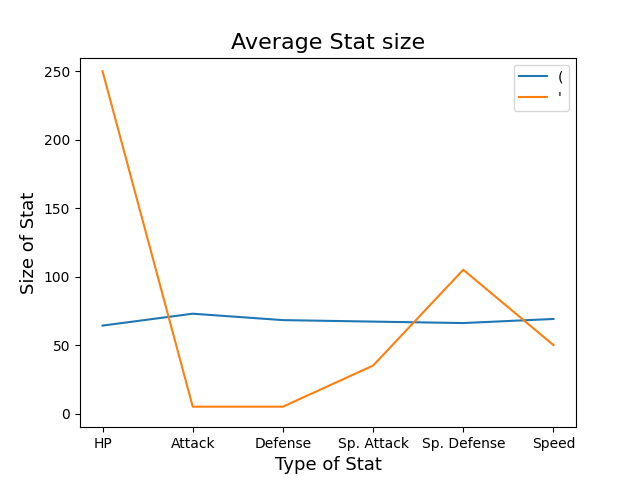 Average Stat size
(
'
250
200
150
100
50
0
Size of Stat
HP Attack Defense Sp. Attack Sp. Defense Speed
Type of Stat